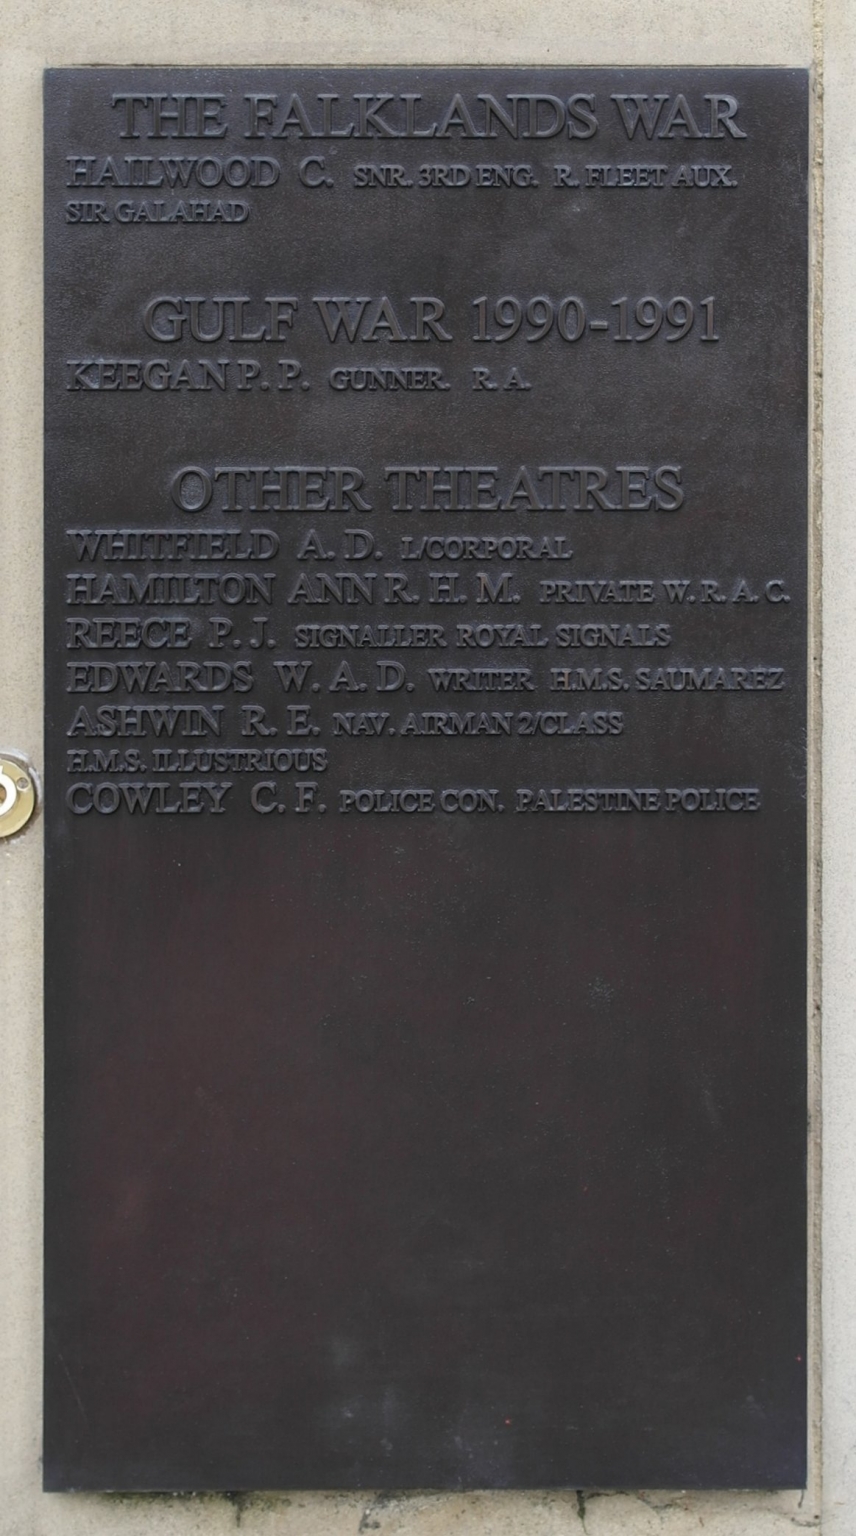 THE FALKLANDS WAR
HAILWOOD C. SNR. 3RD ENG. R. FLEET AUX.
SIR GALAHAD
GULF WAR 1990-1991
KEEGAN P. P. GUNNER. R. A.
OTHER THEATRES
WHITFIELD A. D. L/CORPORAL
HAMILTON ANN R. H. M. PRIVATE W. R. A. C.
REECE P. J. SIGNALLER ROYAL SIGNALS
EDWARDS W. A. D. WRITER H.M.S. SAUMAREZ
ASHWIN R. E. NAV. AIRMAN 2/CLASS
H.M.S. ILLUSTRIOUS
COWLEY C. F. POLICE CON. PALESTINE POLICE